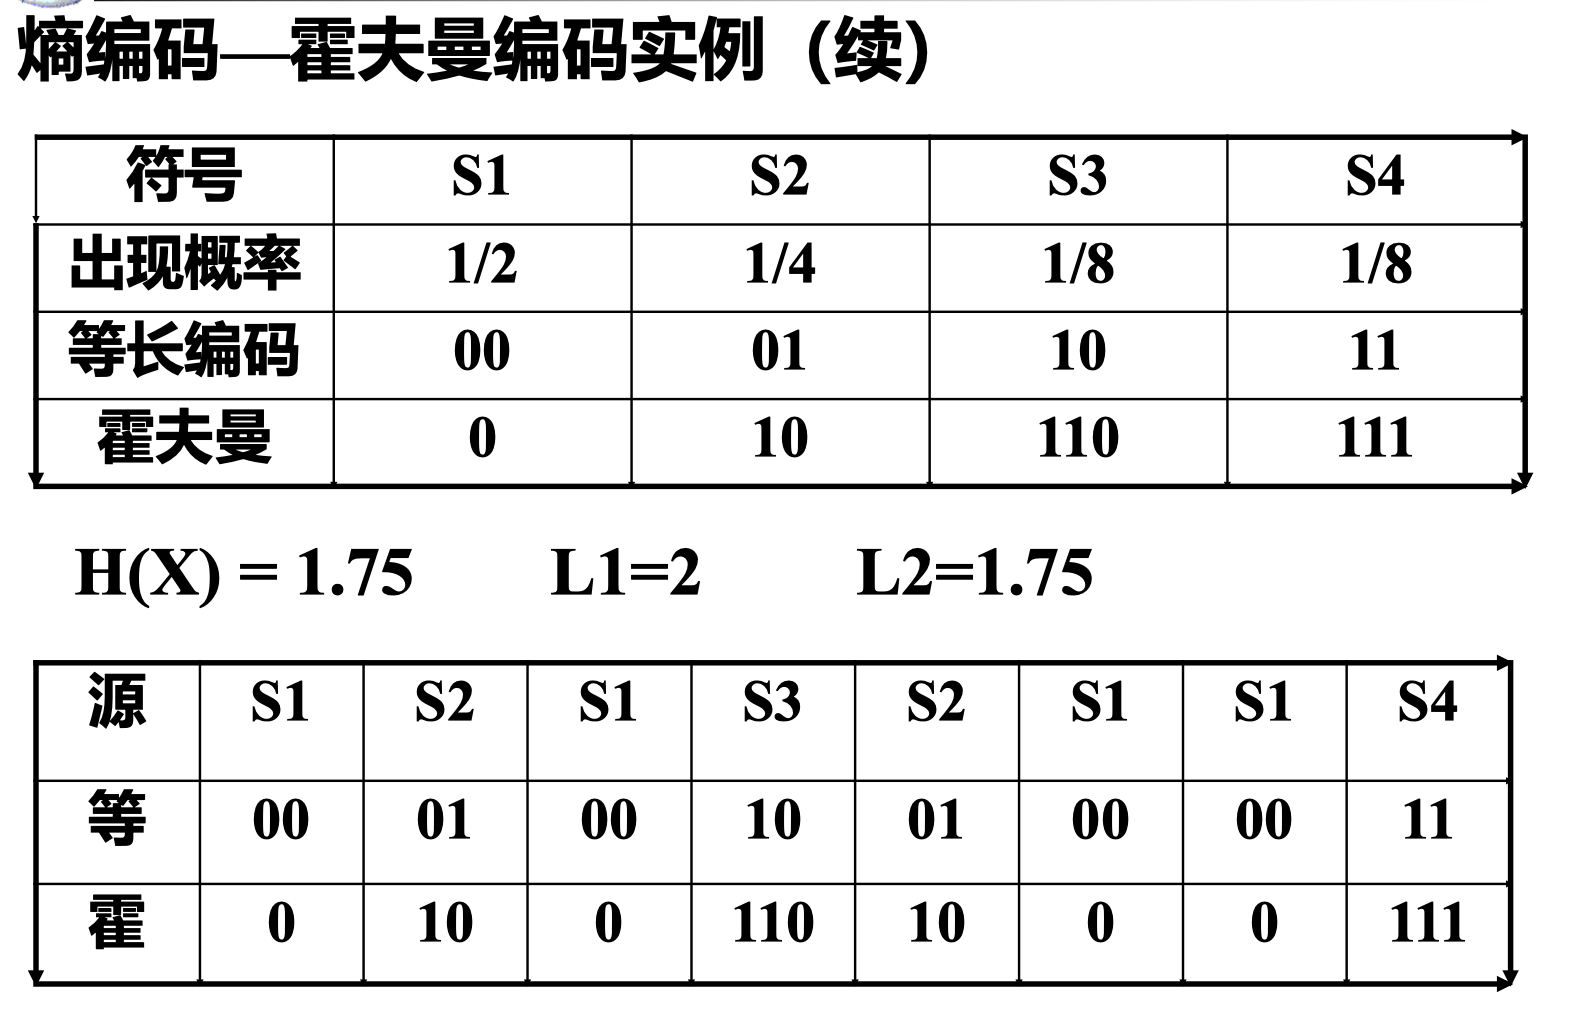 熵编码—霍夫曼编码实例（续）
符号 S1 S2 S3 S4
出现概率 1/2 1/4 1/8 1/8
等长编码 00 01 10 11
霍夫曼 0 10 110 111
H(X) = 1.75 L1=2 L2=1.75
源 S1 S2 S1 S3 S2 S1 S1 S4
等 00 01 00 10 01 00 00 11
霍 0 10 0 110 10 0 0 111